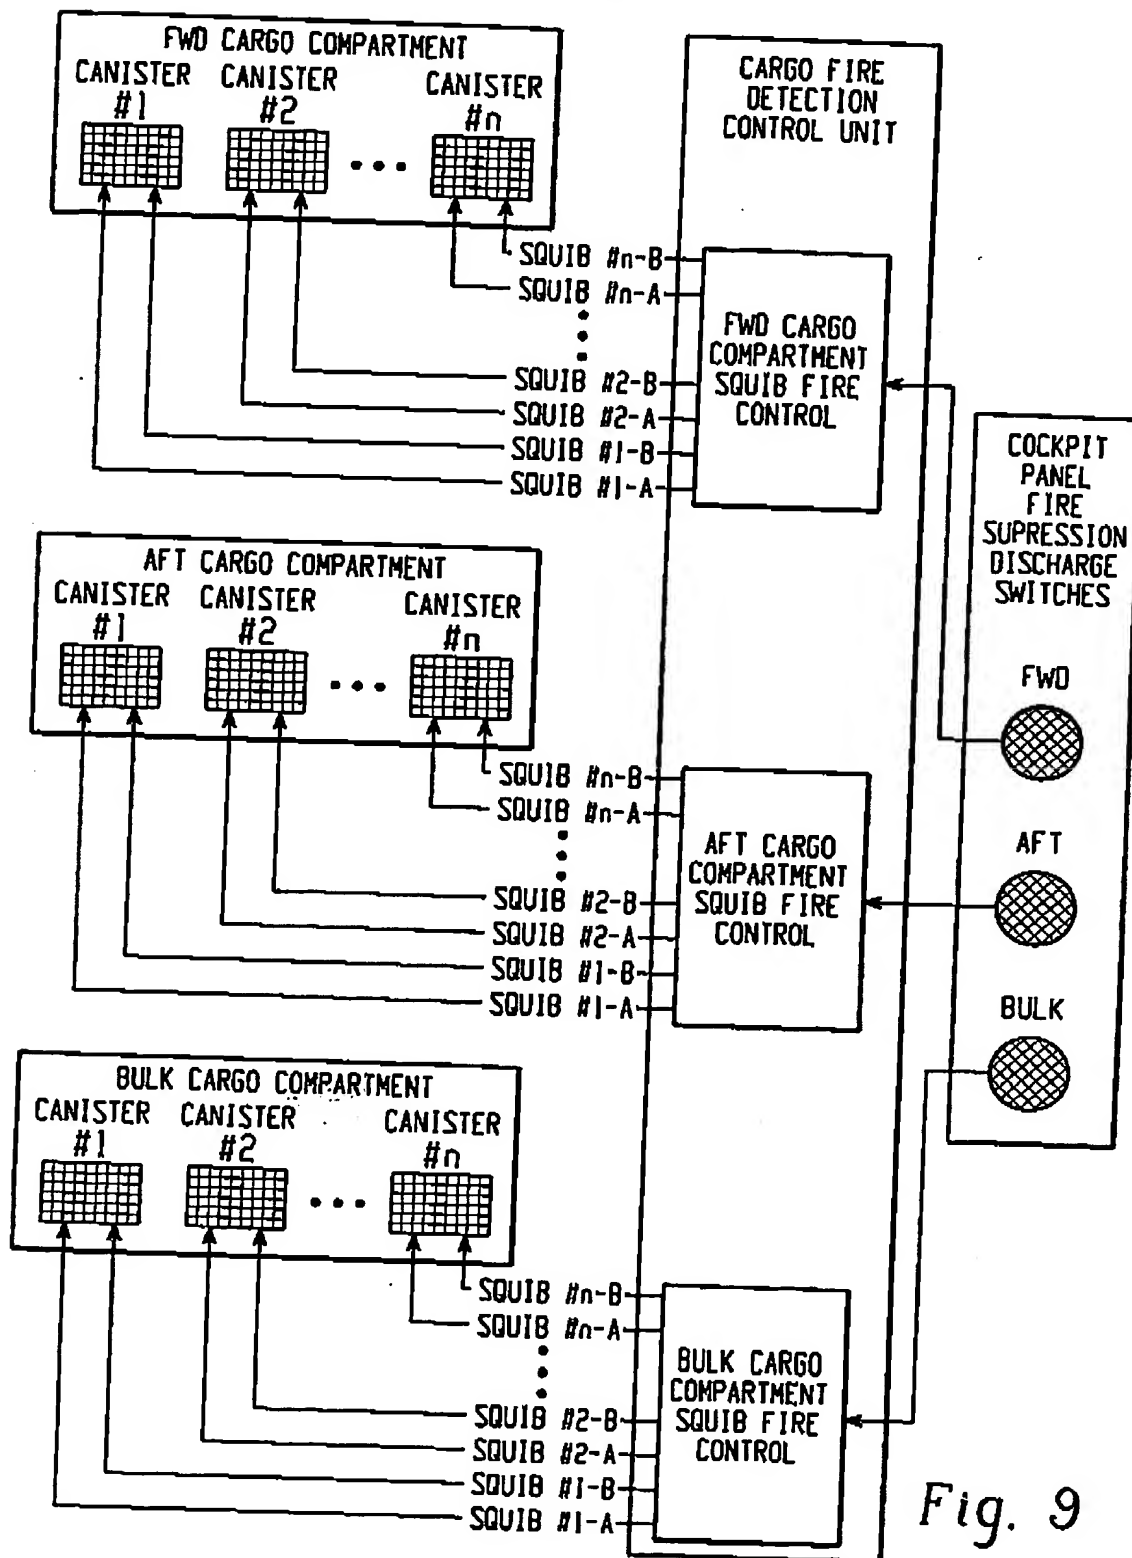 FWD CARGO COMPARTMENT
CANISTER
#1
CANISTER
#2
CANISTER
#n
SQUIB #n-B
SQUIB #n-A
SQUIB #2-B
SQUIB #2-A
SQUIB #1-B
SQUIB #1-A
CARGO FIRE
DETECTION
CONTROL UNIT
FWD CARGO
COMPARTMENT
SQUIB FIRE
CONTROL
COCKPIT
PANEL
FIRE
SUPRESSION
DISCHARGE
SWITCHES
FWD
AFT
BULK
AFT CARGO COMPARTMENT
CANISTER
#1
CANISTER
#2
CANISTER
#n
SQUIB #n-B
SQUIB #n-A
SQUIB #2-B
SQUIB #2-A
SQUIB #1-B
SQUIB #1-A
AFT CARGO
COMPARTMENT
SQUIB FIRE
CONTROL
BULK CARGO COMPARTMENT
CANISTER
#1
CANISTER
#2
CANISTER
#n
SQUIB #n-B
SQUIB #n-A
SQUIB #2-B
SQUIB #2-A
SQUIB #1-B
SQUIB #1-A
BULK CARGO
COMPARTMENT
SQUIB FIRE
CONTROL
Fig. 9